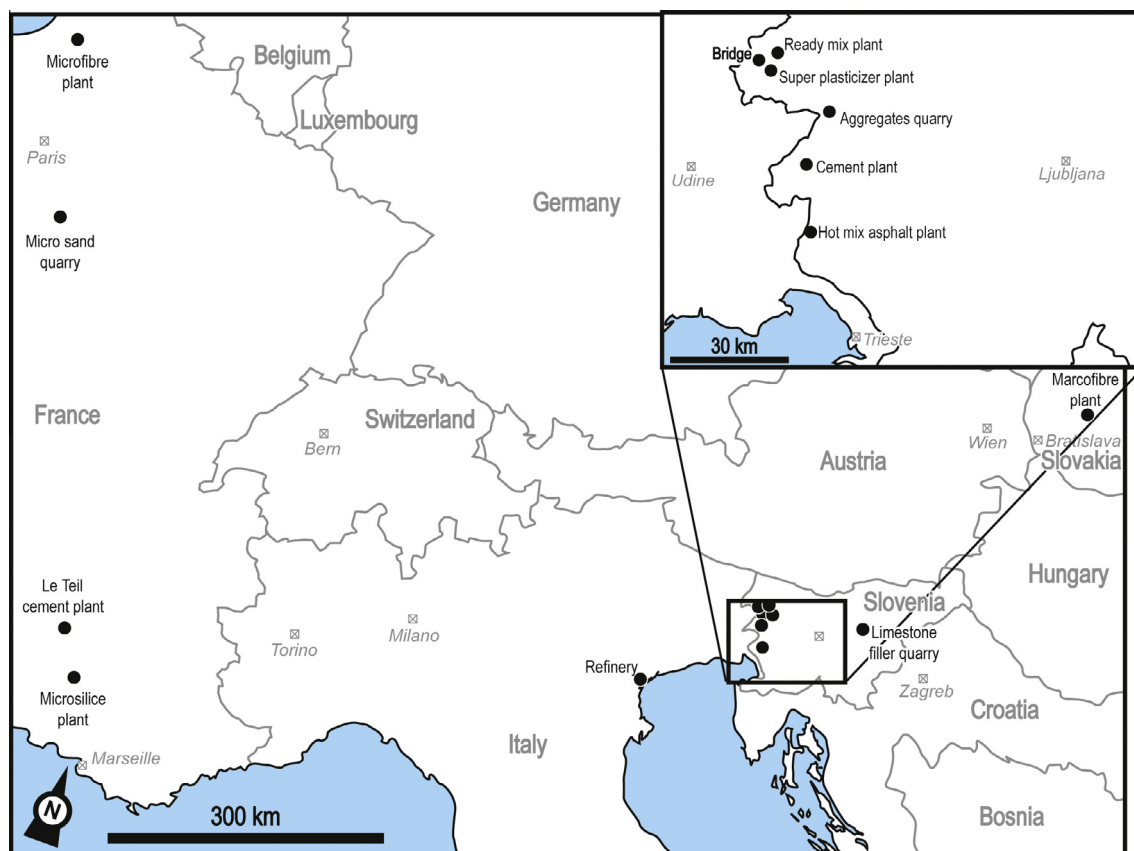 Microfibre
plant
Belgium
Luxembourg
Paris
Germany
Micro sand
quarry
France
Switzerland
Bern
Bridge
Ready mix plant
Super plasticizer plant
Aggregates quarry
Udine
Cement plant
Ljubljana
Hot mix asphalt plant
30 km
Trieste
Marcofibre
plant
Wien
Bratislava
Slovakia
Austria
Hungary
Le Teil
cement plant
Torino
Milano
Slovenia
Limestone
filler quarry
Refinery
Zagreb
Microsilice
plant
Croatia
Italy
Marseille
N
300 km
Bosnia